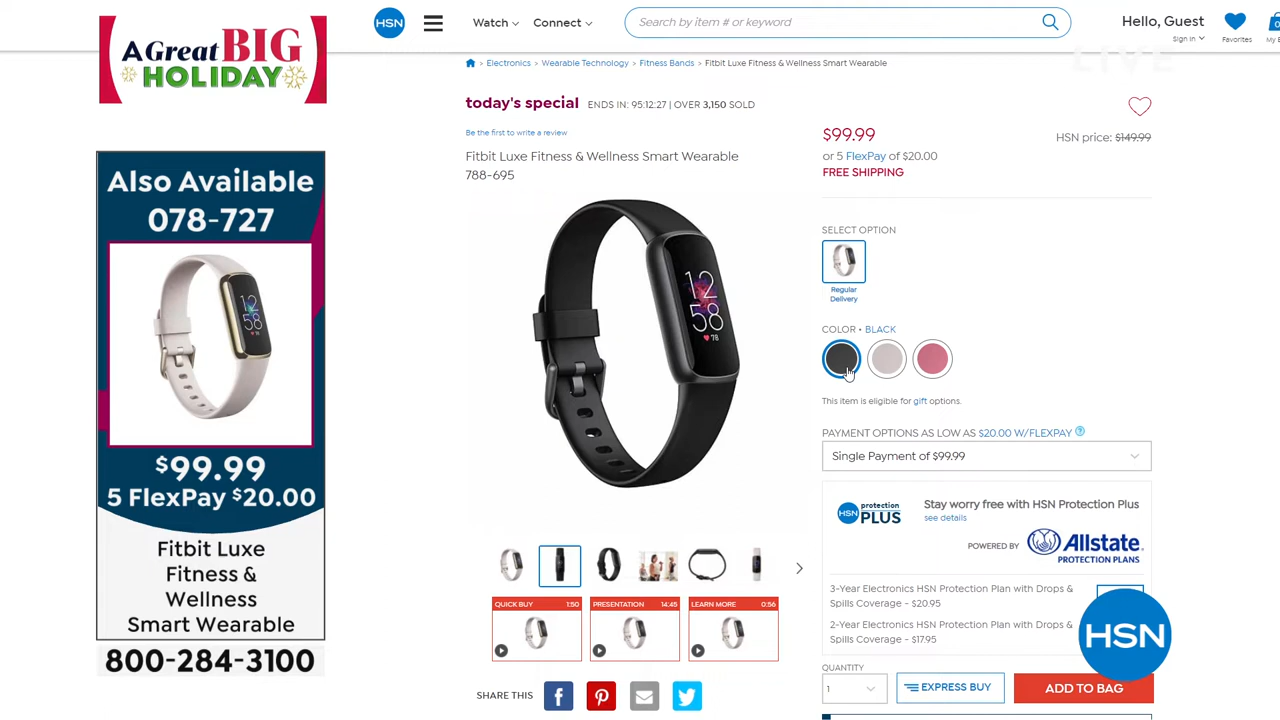 A Great BIG
HOLIDAY
HSN
Watch
Connect
Search by item # or keyword
Hello, Guest
Sign In
Favorites
0
LIVE
Electronics > Wearable Technology > Fitness Bands > Fitbit Luxe Fitness & Wellness Smart Wearable
today's special ENDS IN: 95:12:27 | OVER 3,150 SOLD
Be the first to write a review
Fitbit Luxe Fitness & Wellness Smart Wearable
788-695
12
58
78
$99.99
HSN price: $149.99
or 5 FlexPay of $20.00
FREE SHIPPING
SELECT OPTION
Regular
Delivery
COLOR • BLACK
This item is eligible for gift options.
PAYMENT OPTIONS AS LOW AS $20.00 W/FLEXPAY ?
Single Payment of $99.99
HSN protection
PLUS
Stay worry free with HSN Protection Plus
see details
POWERED BY Allstate
PROTECTION PLANS
3-Year Electronics HSN Protection Plan with Drops &
Spills Coverage - $20.95
2-Year Electronics HSN Protection Plan with Drops &
Spills Coverage - $17.95
HSN
QUANTITY
1
EXPRESS BUY
ADD TO BAG
QUICK BUY 1:50
PRESENTATION 14:45
LEARN MORE 0:56
SHARE THIS
Also Available
078-727
12
58
78
$99.99
5 FlexPay $20.00
Fitbit Luxe
Fitness &
Wellness
Smart Wearable
800-284-3100